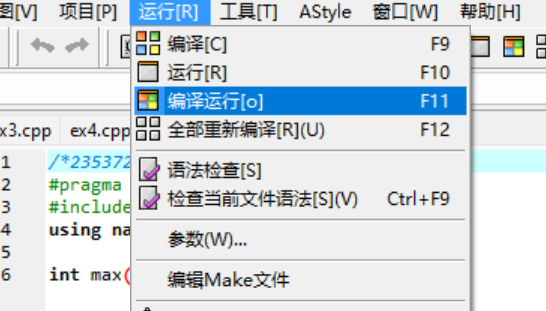 图[V] 项目[P] 运行[R] 工具[T] AStyle 窗口[W] 帮助[H]
编译[C] F9
运行[R] F10
编译运行[o] F11
全部重新编译[R](U) F12
语法检查[S]
检查当前文件语法[S](V) Ctrl+F9
参数(W)...
编辑Make文件
x3.cpp ex4.cpp
1 /*235372
2 #pragma
3 #include
4 using na
5
6 int max(